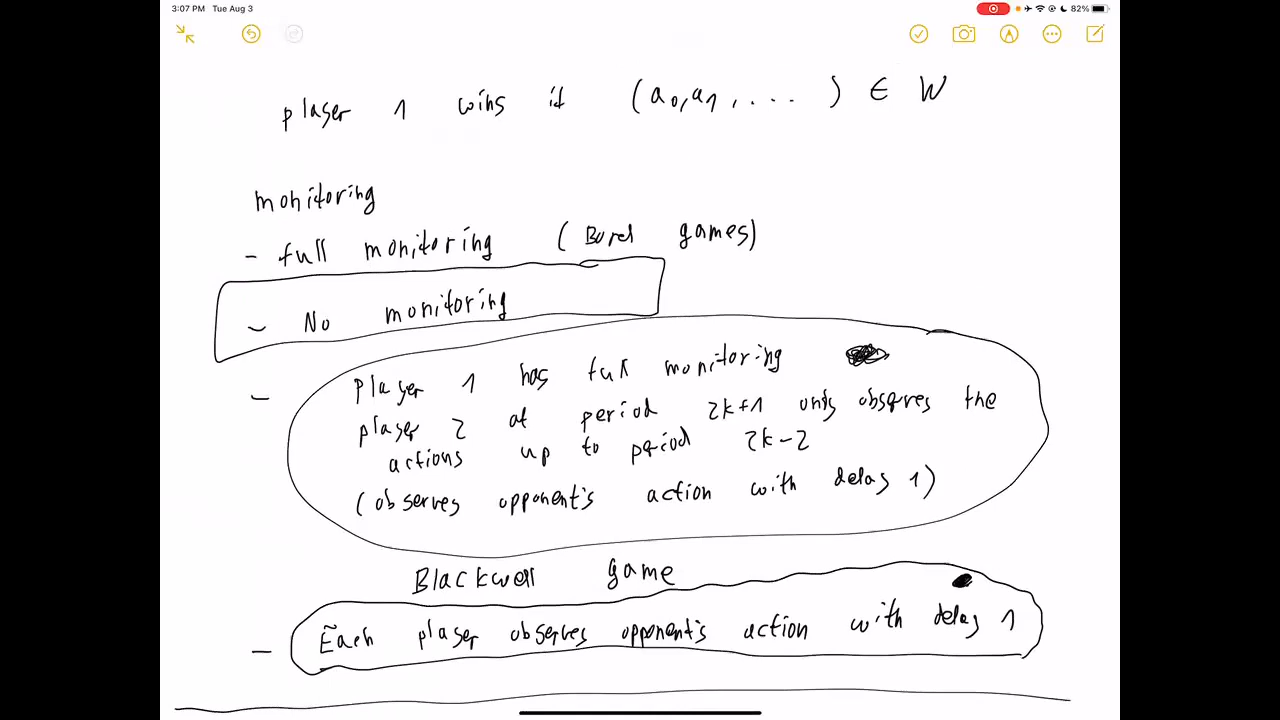 3:07 PM Tue Aug 3 82%
player 1 wins if (a0,a1, . . . . ) ∈ W
monitoring
- full monitoring (Borel games)
- No monitoring
- player 1 has full monitoring
player 2 at period 2k+1 only observes the
actions up to period 2k-2
(observes opponent's action with delay 1)
Blackwell game
- Each player observes opponent's action with delay 1